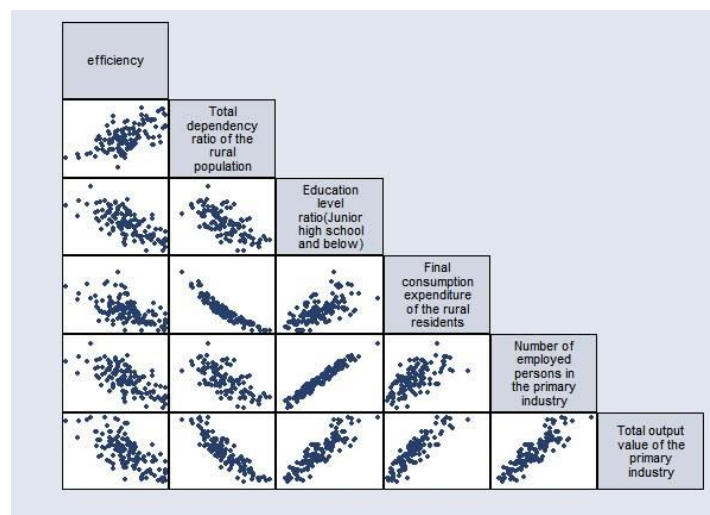 efficiency
Total
dependency
ratio of the
rural
population
Education
level
ratio(Junior
high school
and below)
Final
consumption
expenditure
of the rural
residents
Number of
employed
persons in
the primary
industry
Total output
value of the
primary
industry